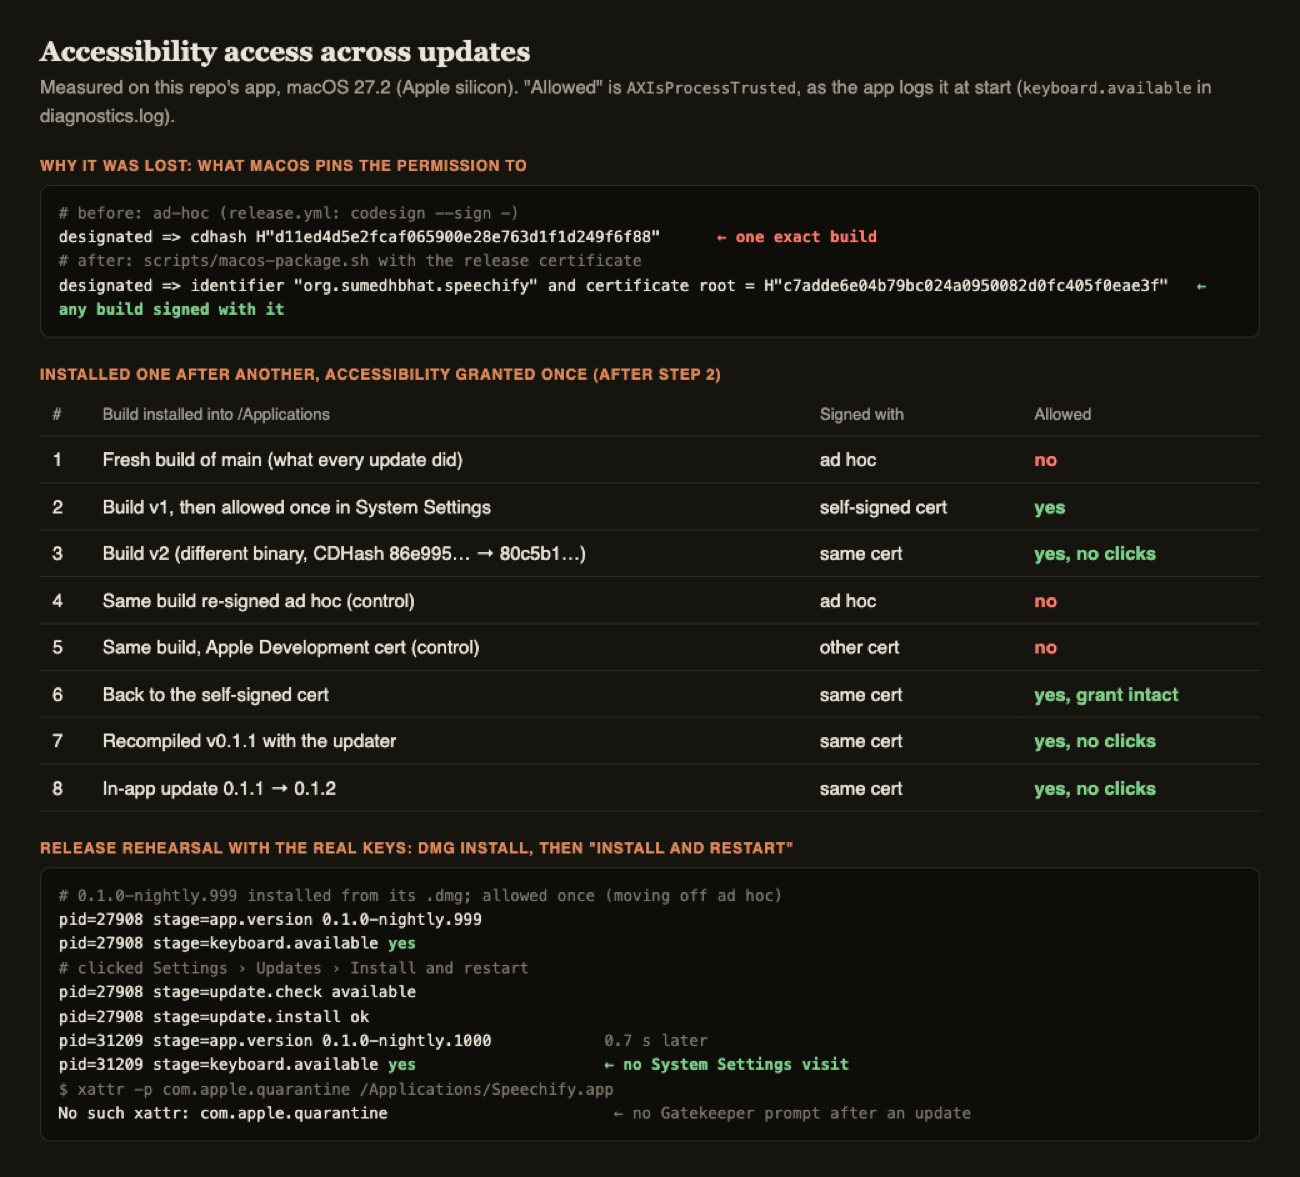 Accessibility access across updates
Measured on this repo's app, macOS 27.2 (Apple silicon). "Allowed" is AXIsProcessTrusted, as the app logs it at start (keyboard.available in
diagnostics.log).
WHY IT WAS LOST: WHAT MACOS PINS THE PERMISSION TO
# before: ad-hoc (release.yml: codesign --sign -)
designated => cdhash H"d11ed4d5e2fcaf065900e28e763d1f1d249f6f88" ← one exact build
# after: scripts/macos-package.sh with the release certificate
designated => identifier "org.sumedhbhat.speechify" and certificate root = H"c7adde6e04b79bc024a0950082d0fc405f0eae3f" ←
any build signed with it
INSTALLED ONE AFTER ANOTHER, ACCESSIBILITY GRANTED ONCE (AFTER STEP 2)
# Build installed into /Applications Signed with Allowed
1 Fresh build of main (what every update did) ad hoc no
2 Build v1, then allowed once in System Settings self-signed cert yes
3 Build v2 (different binary, CDHash 86e995… → 80c5b1…) same cert yes, no clicks
4 Same build re-signed ad hoc (control) ad hoc no
5 Same build, Apple Development cert (control) other cert no
6 Back to the self-signed cert same cert yes, grant intact
7 Recompiled v0.1.1 with the updater same cert yes, no clicks
8 In-app update 0.1.1 → 0.1.2 same cert yes, no clicks
RELEASE REHEARSAL WITH THE REAL KEYS: DMG INSTALL, THEN "INSTALL AND RESTART"
# 0.1.0-nightly.999 installed from its .dmg; allowed once (moving off ad hoc)
pid=27908 stage=app.version 0.1.0-nightly.999
pid=27908 stage=keyboard.available yes
# clicked Settings › Updates › Install and restart
pid=27908 stage=update.check available
pid=27908 stage=update.install ok
pid=31209 stage=app.version 0.1.0-nightly.1000 0.7 s later
pid=31209 stage=keyboard.available yes ← no System Settings visit
$ xattr -p com.apple.quarantine /Applications/Speechify.app
No such xattr: com.apple.quarantine ← no Gatekeeper prompt after an update